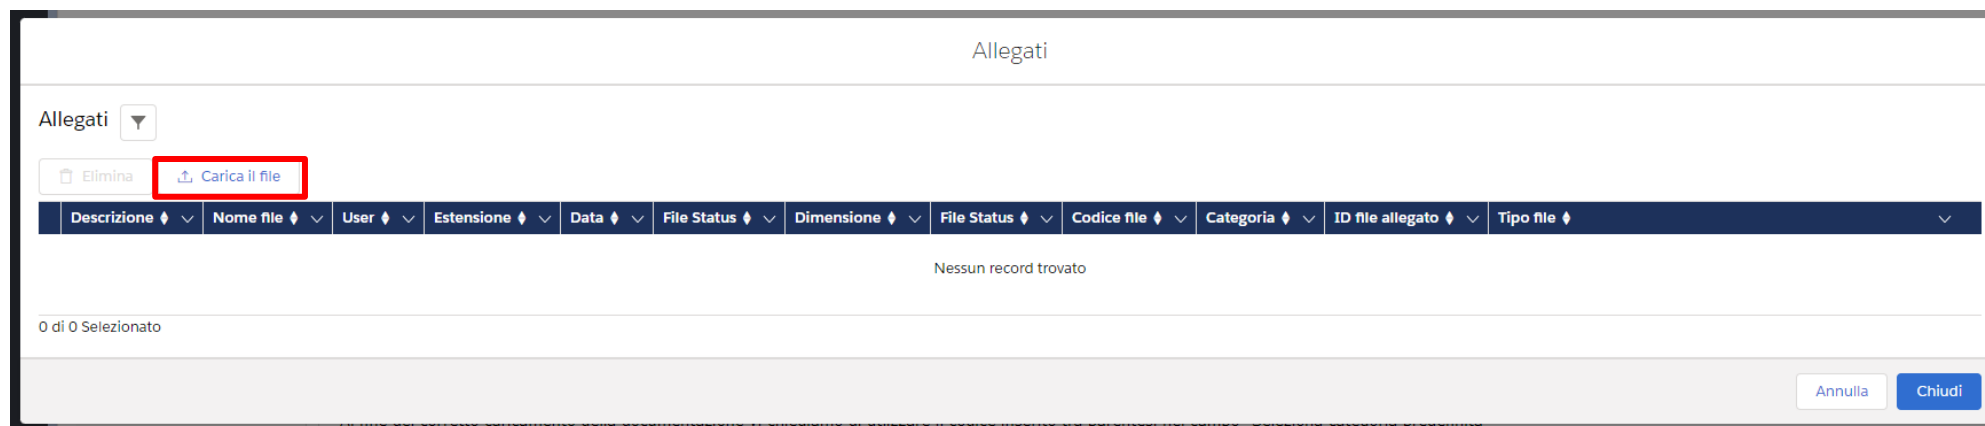 Allegati
Allegati
Elimina Carica il file
Descrizione Nome file User Estensione Data File Status Dimensione File Status Codice file Categoria ID file allegato Tipo file
Nessun record trovato
0 di 0 Selezionato
Annulla Chiudi